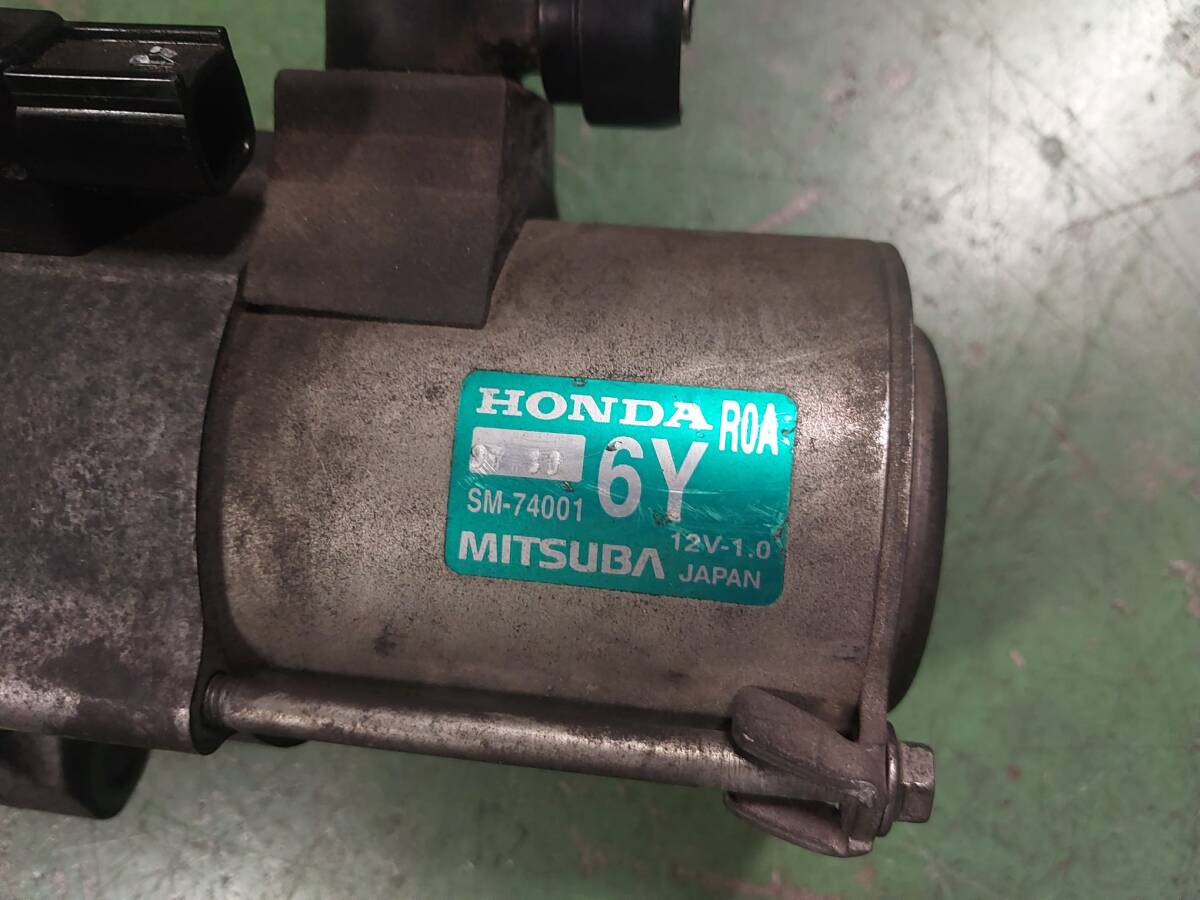 HONDA R0A
6Y
SM-74001
12V-1.0
MITSUBA JAPAN